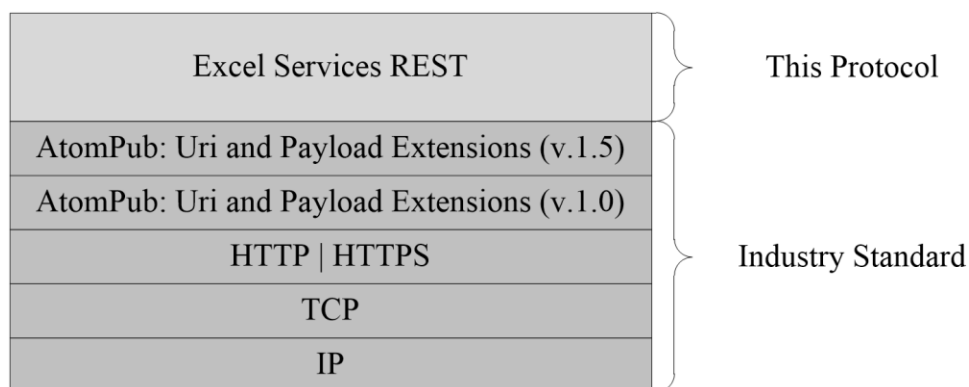 Excel Services REST
This Protocol
AtomPub: Uri and Payload Extensions (v.1.5)
AtomPub: Uri and Payload Extensions (v.1.0)
HTTP | HTTPS
Industry Standard
TCP
IP